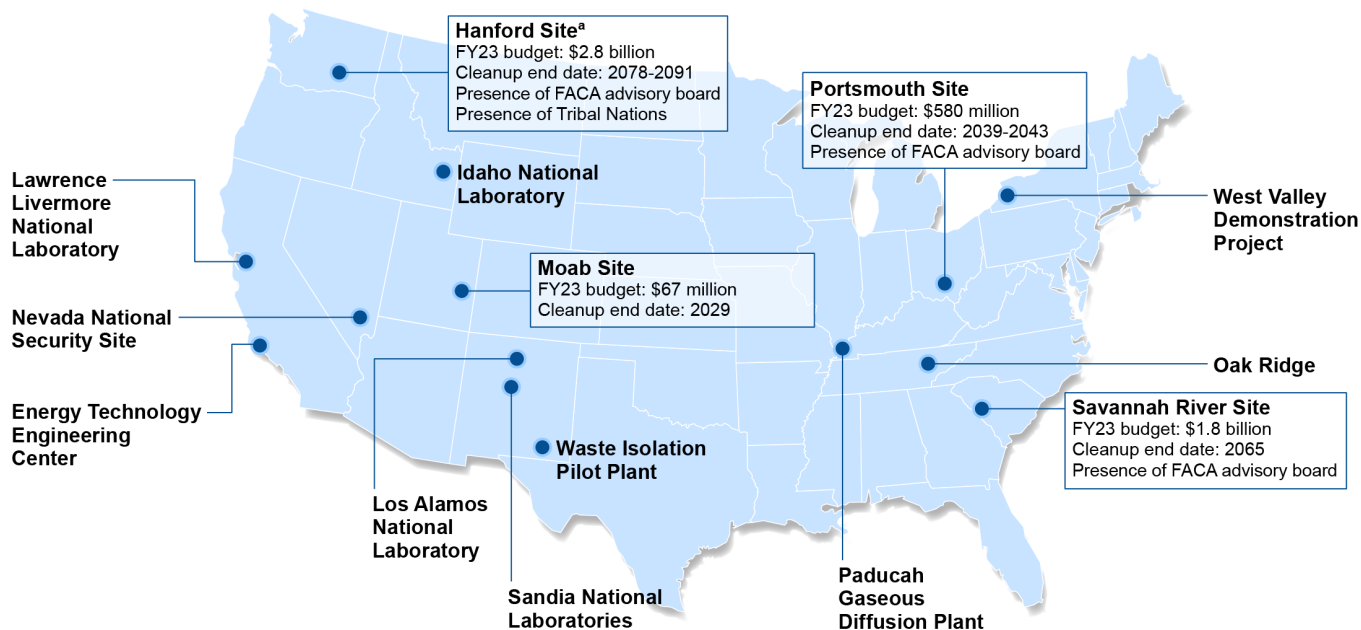 Hanford Siteª
FY23 budget: $2.8 billion
Cleanup end date: 2078-2091
Presence of FACA advisory board
Presence of Tribal Nations
Portsmouth Site
FY23 budget: $580 million
Cleanup end date: 2039-2043
Presence of FACA advisory board
Lawrence
Livermore
National
Laboratory
Idaho National
Laboratory
West Valley
Demonstration
Project
Moab Site
FY23 budget: $67 million
Cleanup end date: 2029
Nevada National
Security Site
Oak Ridge
Energy Technology
Engineering
Center
Savannah River Site
FY23 budget: $1.8 billion
Cleanup end date: 2065
Presence of FACA advisory board
Waste Isolation
Pilot Plant
Los Alamos
National
Laboratory
Sandia National
Laboratories
Paducah
Gaseous
Diffusion Plant